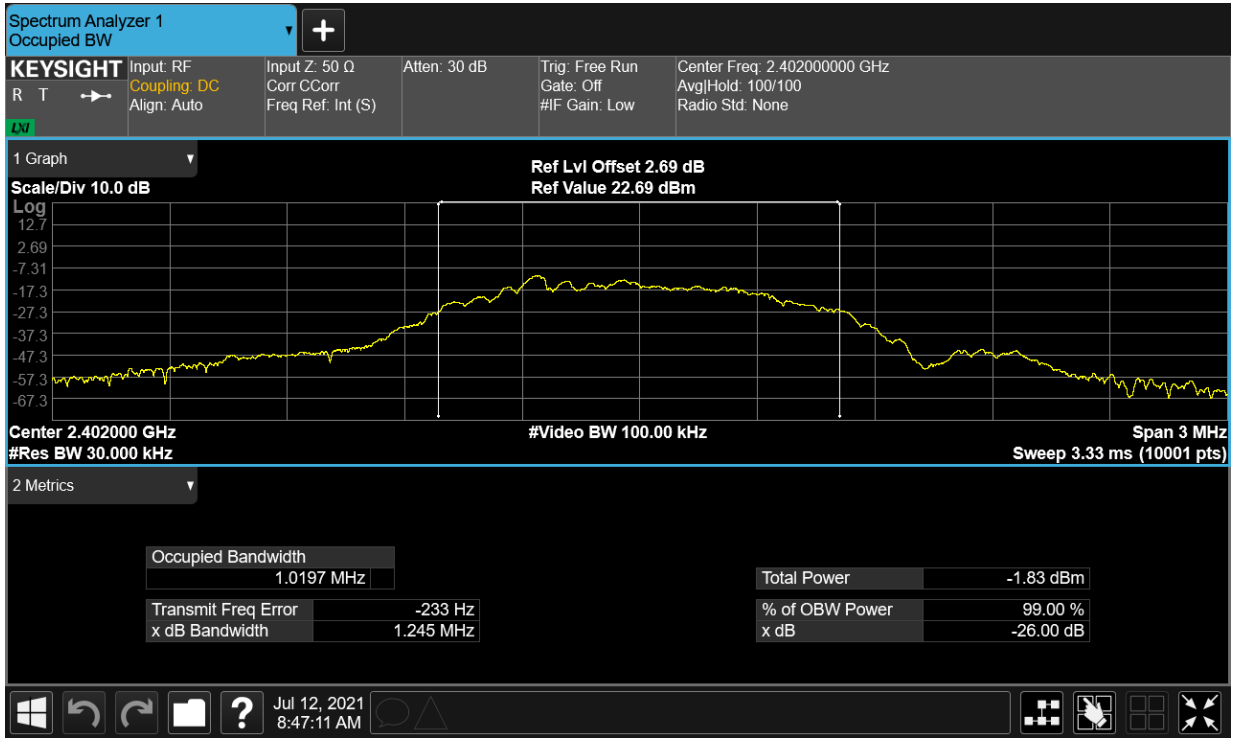 Spectrum Analyzer 1
Occupied BW
KEYSIGHT
R T
LXI
Input: RF
Coupling: DC
Align: Auto
Input Z: 50 Ω
Corr CCorr
Freq Ref: Int (S)
Atten: 30 dB
Trig: Free Run
Gate: Off
#IF Gain: Low
Center Freq: 2.402000000 GHz
Avg|Hold: 100/100
Radio Std: None
1 Graph
Scale/Div 10.0 dB
Ref Lvl Offset 2.69 dB
Ref Value 22.69 dBm
Log
12.7
2.69
-7.31
-17.3
-27.3
-37.3
-47.3
-57.3
-67.3
Center 2.402000 GHz
#Res BW 30.000 kHz
#Video BW 100.00 kHz
Span 3 MHz
Sweep 3.33 ms (10001 pts)
2 Metrics
Occupied Bandwidth
1.0197 MHz
Transmit Freq Error -233 Hz
x dB Bandwidth 1.245 MHz
Total Power -1.83 dBm
% of OBW Power 99.00 %
x dB -26.00 dB
?
Jul 12, 2021
8:47:11 AM